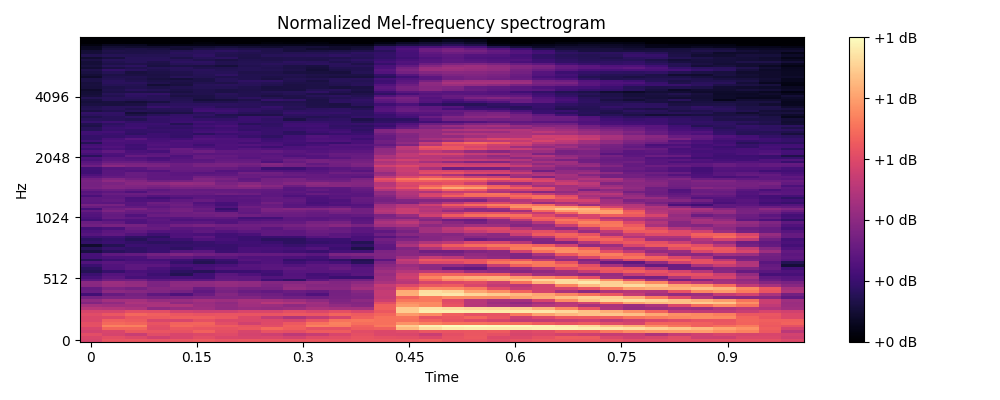 Normalized Mel-frequency spectrogram
Hz
4096
2048
1024
512
0
0 0.15 0.3 0.45 0.6 0.75 0.9
Time
+1 dB
+1 dB
+1 dB
+0 dB
+0 dB
+0 dB